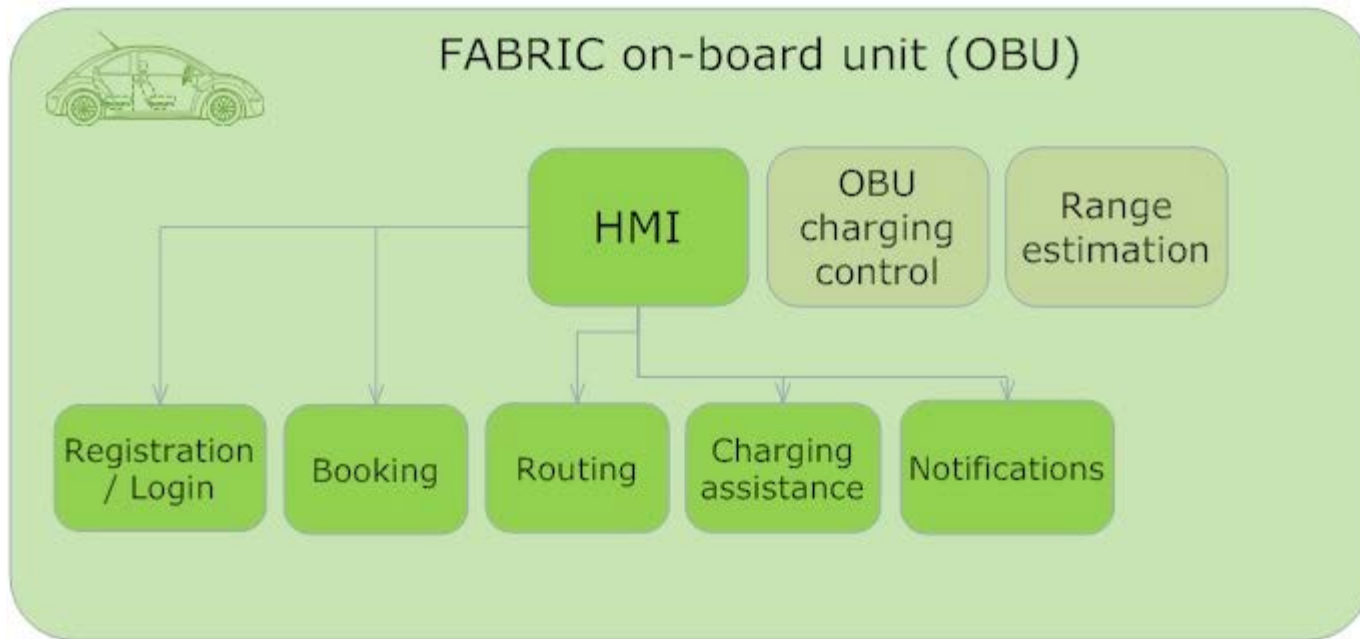 FABRIC on-board unit (OBU)
HMI
OBU
charging
control
Range
estimation
Registration
/ Login
Booking
Routing
Charging
assistance
Notifications